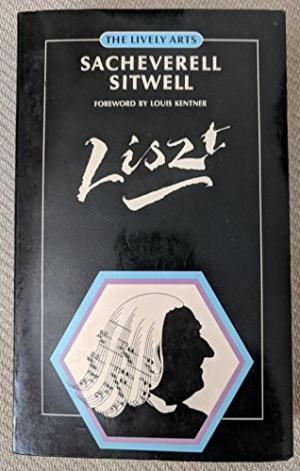 THE LIVELY ARTS
SACHEVERELL
SITWELL
FOREWORD BY LOUIS KENTNER
Liszt